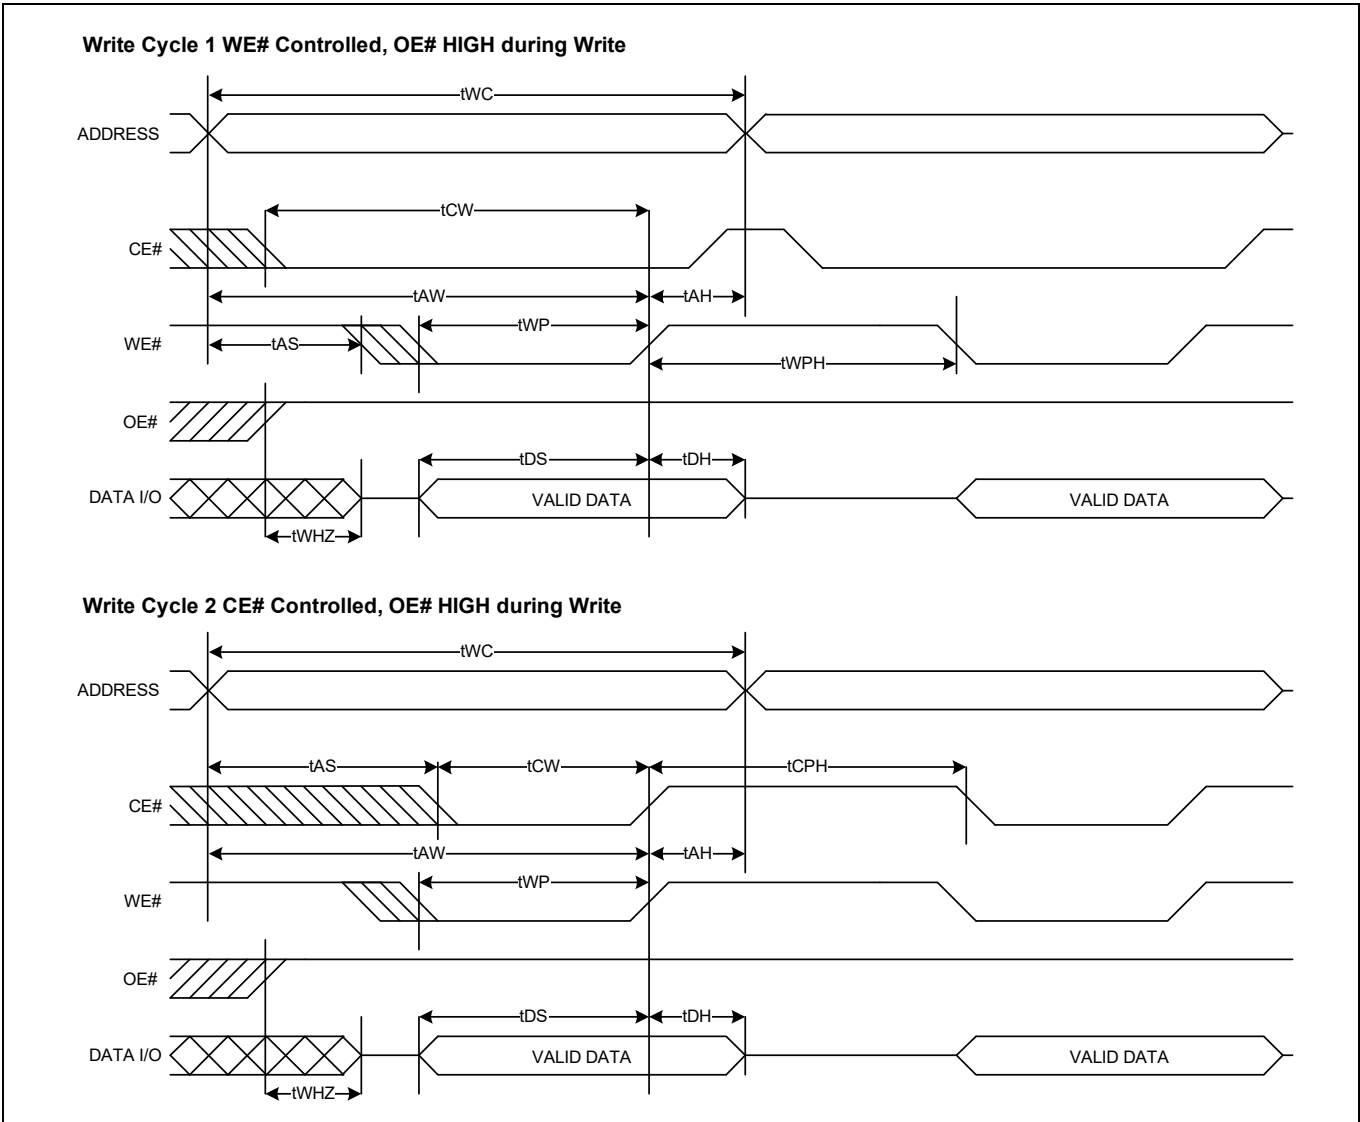 Write Cycle 1 WE# Controlled, OE# HIGH during Write
tWC
ADDRESS
tCW
CE#
tAW
tAH
tWP
WE#
tAS
tWPH
OE#
tDS
tDH
DATA I/O
VALID DATA
VALID DATA
tWHZ
Write Cycle 2 CE# Controlled, OE# HIGH during Write
tWC
ADDRESS
tAS
tCW
tCPH
CE#
tAW
tAH
tWP
WE#
OE#
tDS
tDH
DATA I/O
VALID DATA
VALID DATA
tWHZ